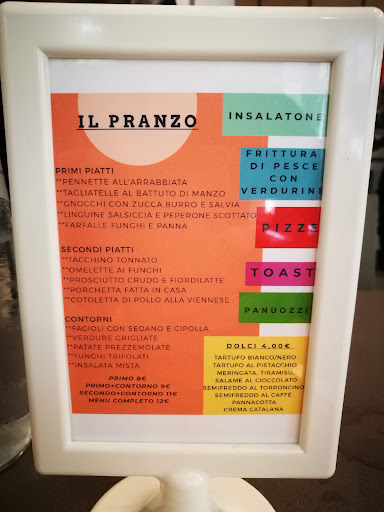 IL PRANZO
PRIMI PIATTI
**PENNETTE ALL'ARRABBIATA
**TAGLIATELLE AL BATTUTO DI MANZO
**GNOCCHI CON ZUCCA,BURRO E SALVIA
**LINGUINE SALSICCIA E PEPERONE SCOTTATO
**FARFALLE FUNGHI E PANNA
SECONDI PIATTI
**TACCHINO TONNATO
**OMELETTE AI FUNGHI
**PROSCIUTTO CRUDO E FIORDILATTE
**PORCHETTA FATTA IN CASA
**COTOLETTA DI POLLO ALLA VIENNESE
CONTORNI
**FAGIOLI CON SEDANO E CIPOLLA
**VERDURE GRIGLIATE
**PATATE PREZZEMOLATE
**FUNGHI TRIFOLATI
**INSALATA MISTA
PRIMO 8€
PRIMO+CONTORNO 9€
SECONDO+CONTORNO 11€
MENU COMPLETO 12€
INSALATONE
FRITTURA
DI PESCE
CON
VERDURINE
PIZZE
TOAST
PANUOZZI
DOLCI 4,00€
TARTUFO BIANCO/NERO
TARTUFO AL PISTACCHIO
MERINGATA, TIRAMISU
SALAME AL CIOCCOLATO
SEMIFREDDO AL TORRONCINO
SEMIFREDDO AL CAFFÈ
PANNACOTTA
CREMA CATALANA